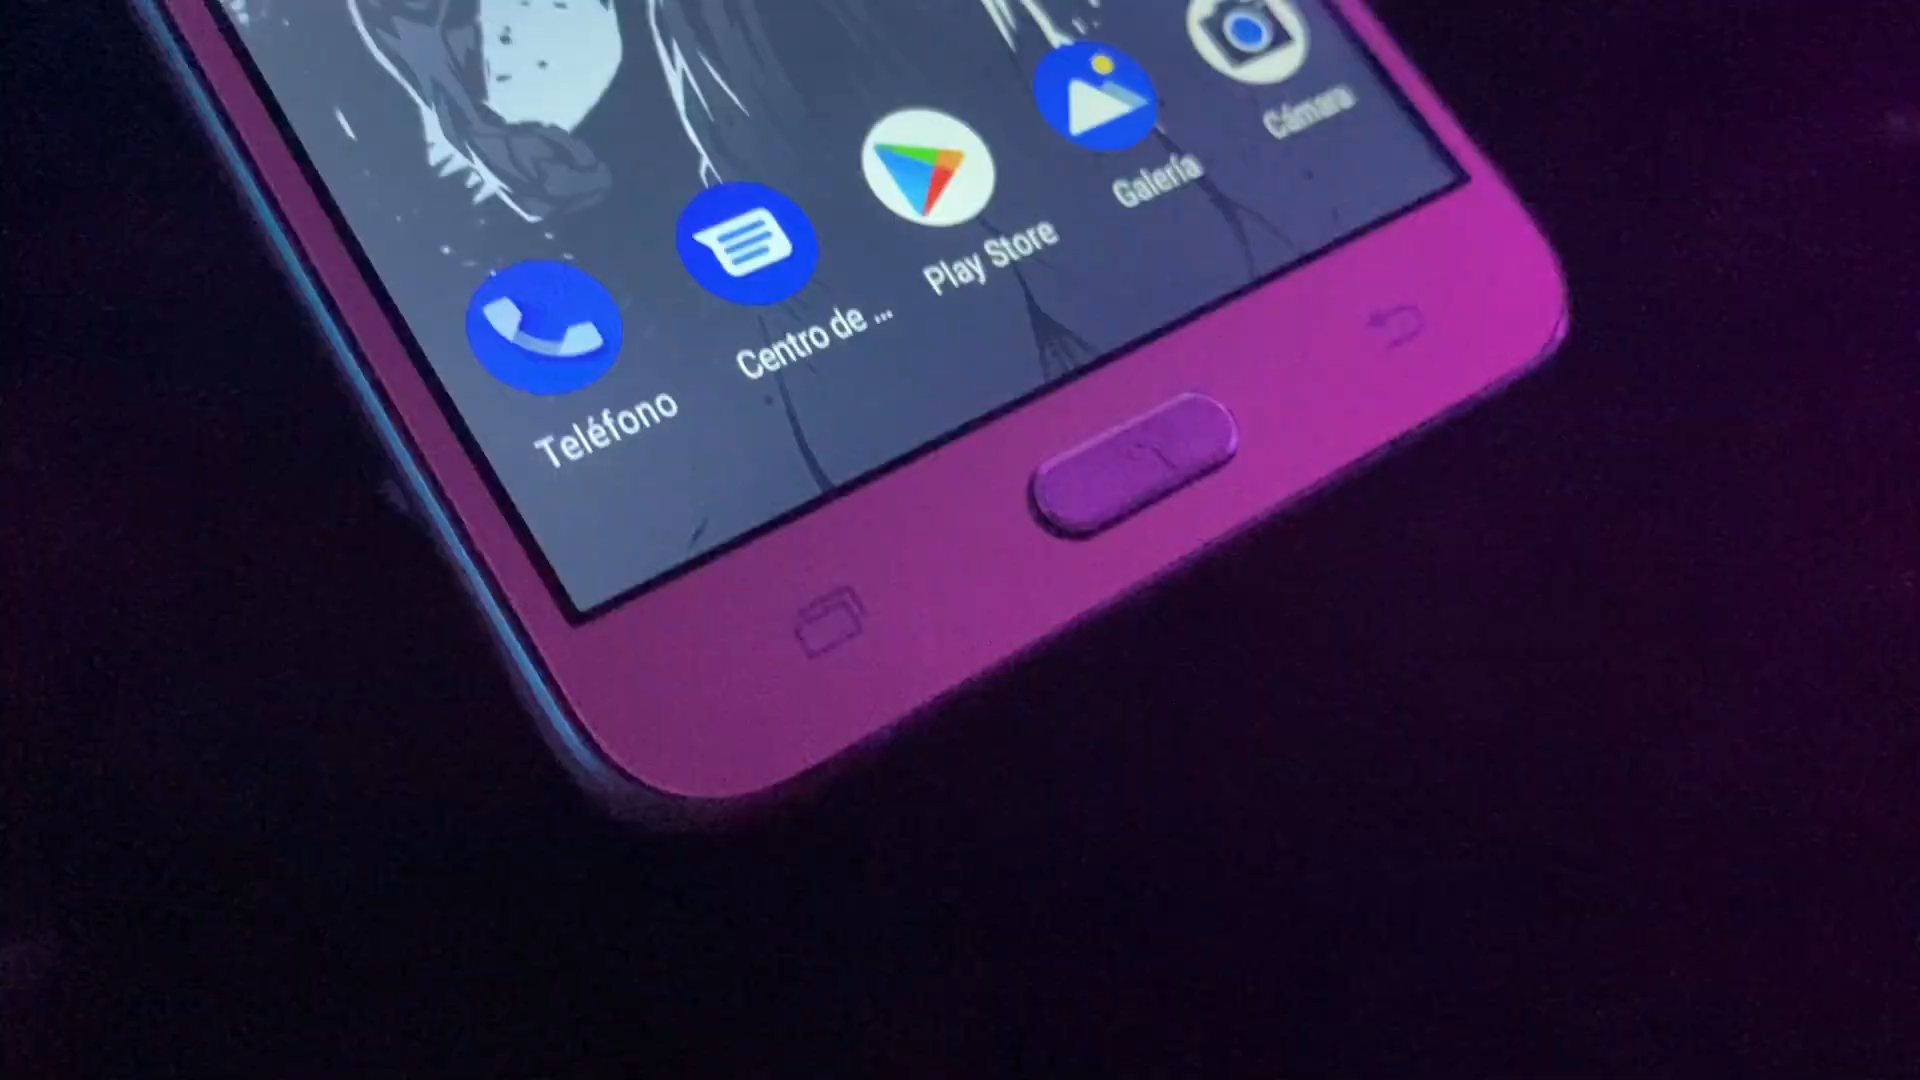 Teléfono
Centro de ...
Play Store
Galería
Cámara